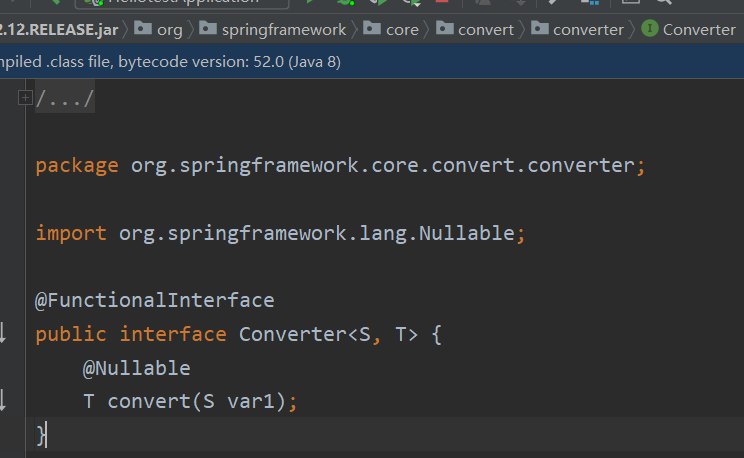 2.12.RELEASE.jar org springframework core convert converter Converter
mpiled .class file, bytecode version: 52.0 (Java 8)
/.../
package org.springframework.core.convert.converter;
import org.springframework.lang.Nullable;
@FunctionalInterface
public interface Converter<S, T> {
@Nullable
T convert(S var1);
}